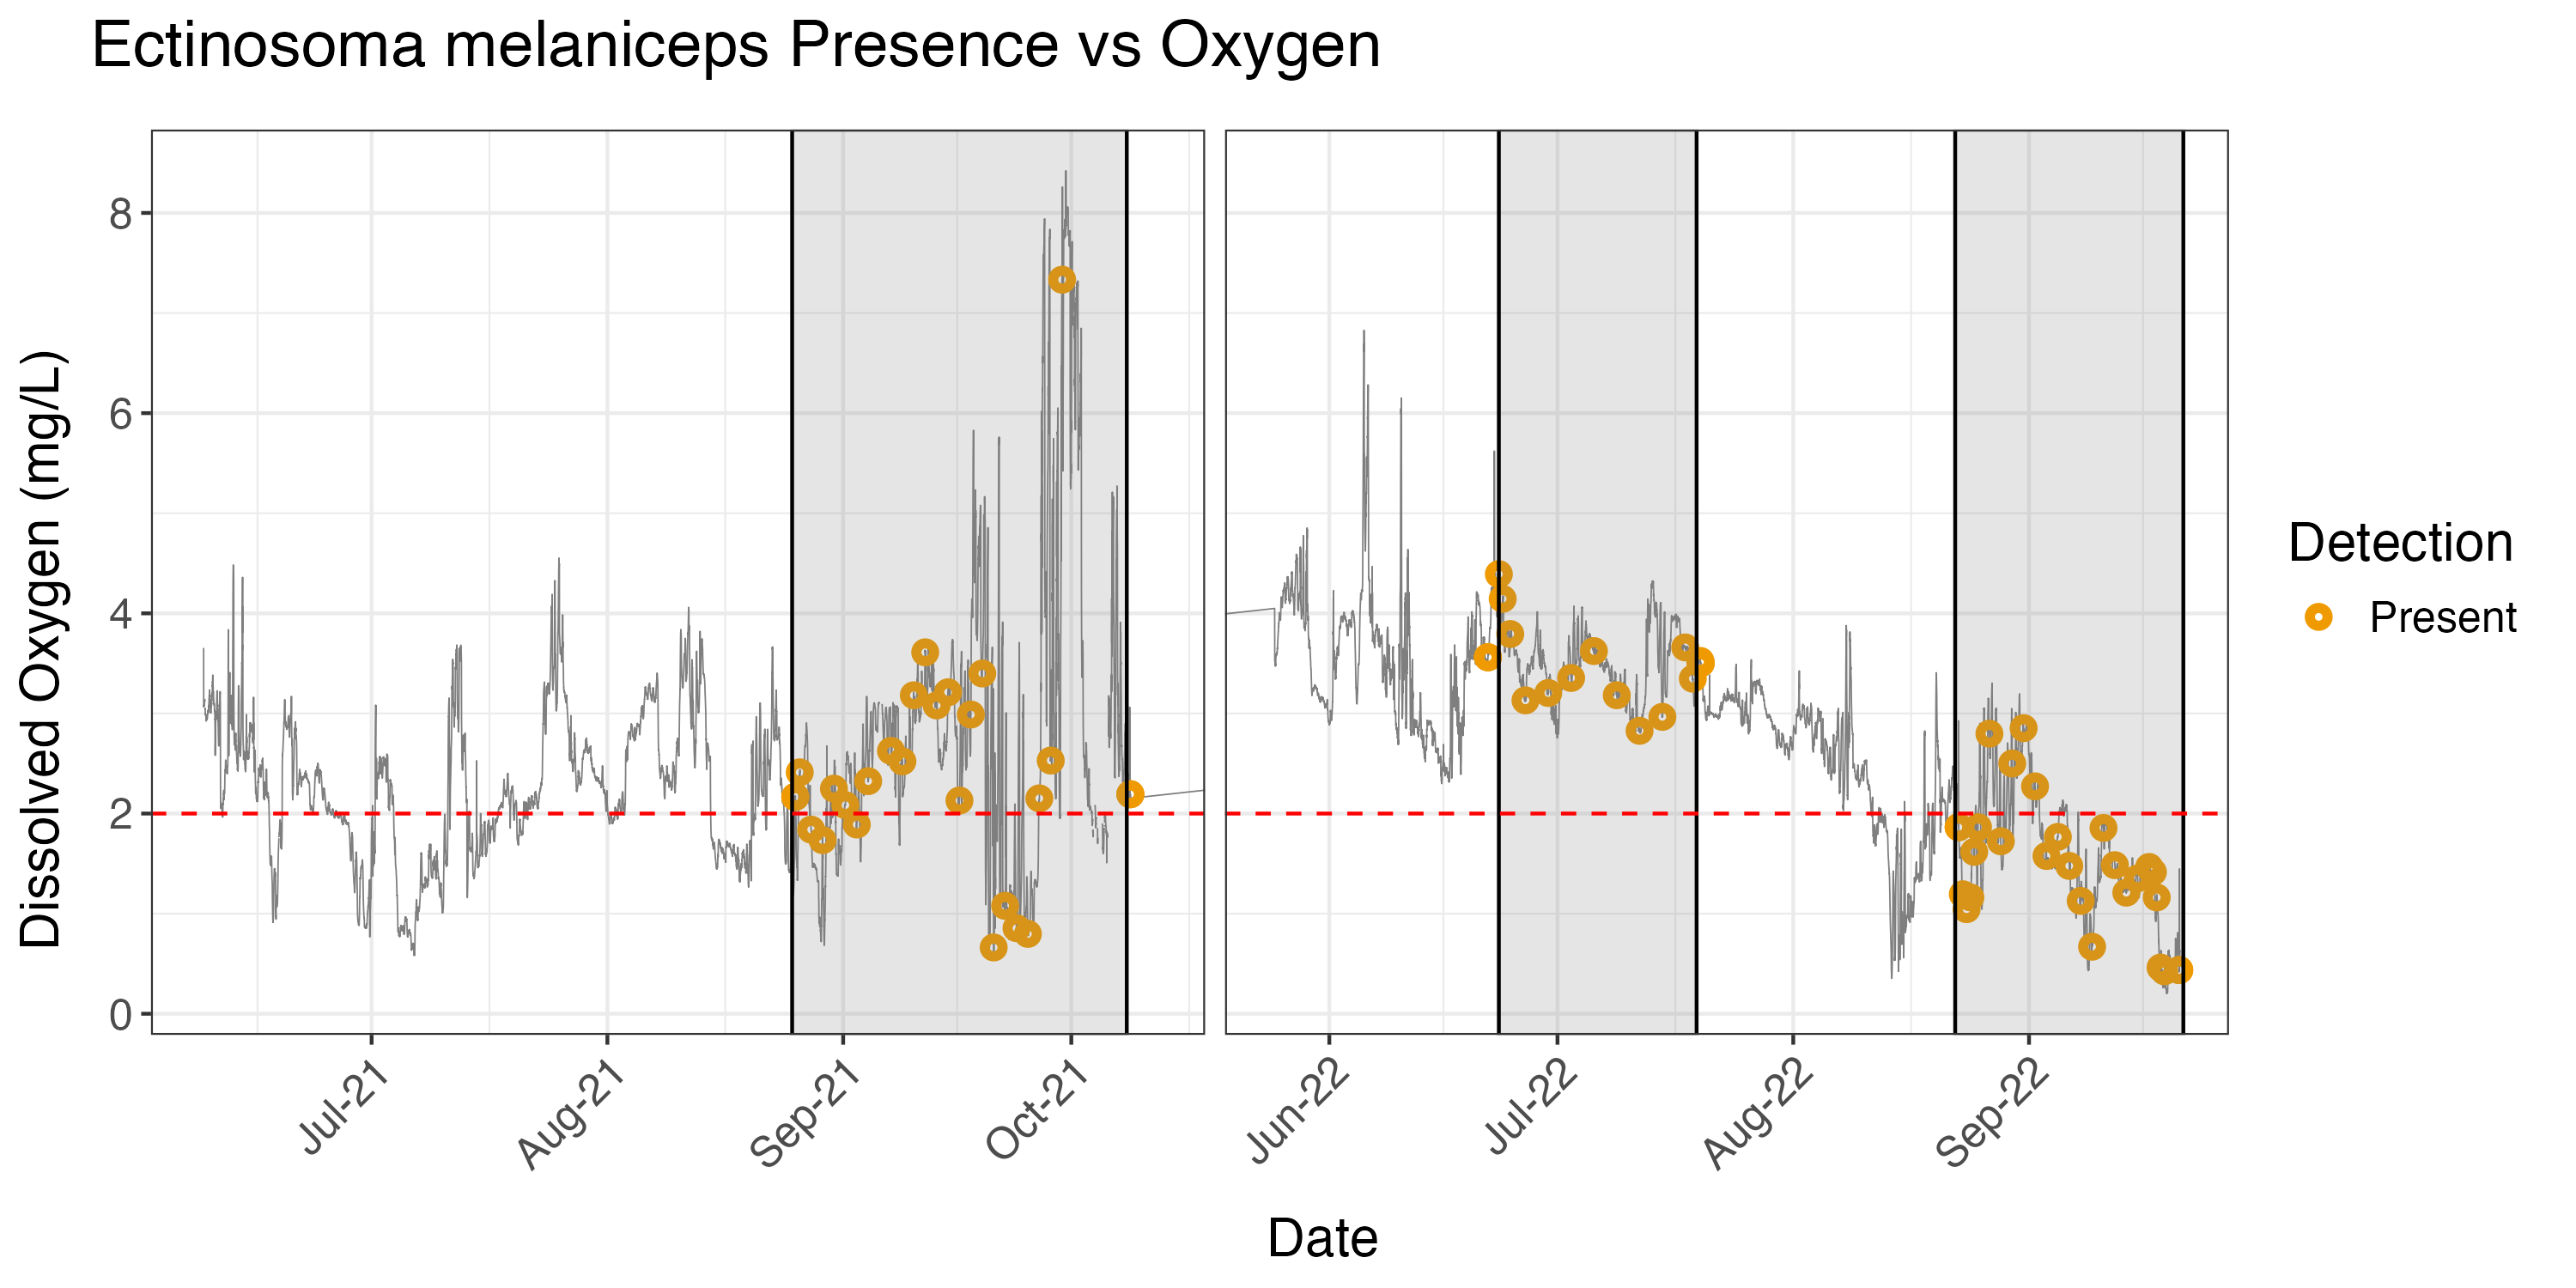 Ectinosoma melaniceps Presence vs Oxygen
Dissolved Oxygen (mg/L)
8
6
4
2
0
Jul-21
Aug-21
Sep-21
Oct-21
Jun-22
Jul-22
Aug-22
Sep-22
Date
Detection
Present